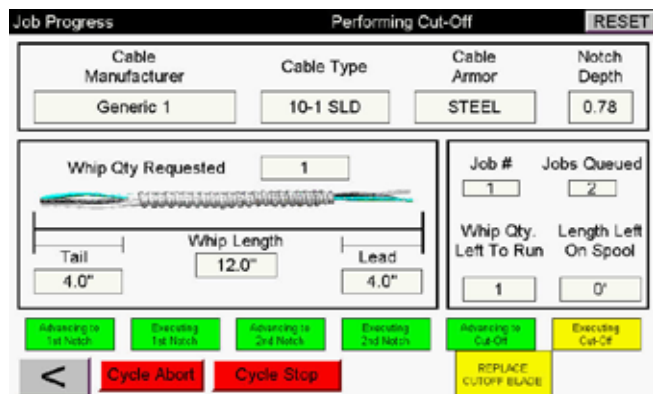 Job Progress Performing Cut-Off RESET
Cable Manufacturer Cable Type Cable Armor Notch Depth
Generic 1 10-1 SLD STEEL 0.78
Whip Qty Requested 1
Job # Jobs Queued
1 2
Whip Length
12.0"
Tail
4.0"
Lead
4.0"
Whip Qty. Left To Run Length Left On Spool
1 0'
Advancing to 1st Notch Executing 1st Notch Advancing to 2nd Notch Executing 2nd Notch Advancing to Cut-Off Executing Cut-Off
< Cycle Abort Cycle Stop REPLACE CUTOFF BLADE